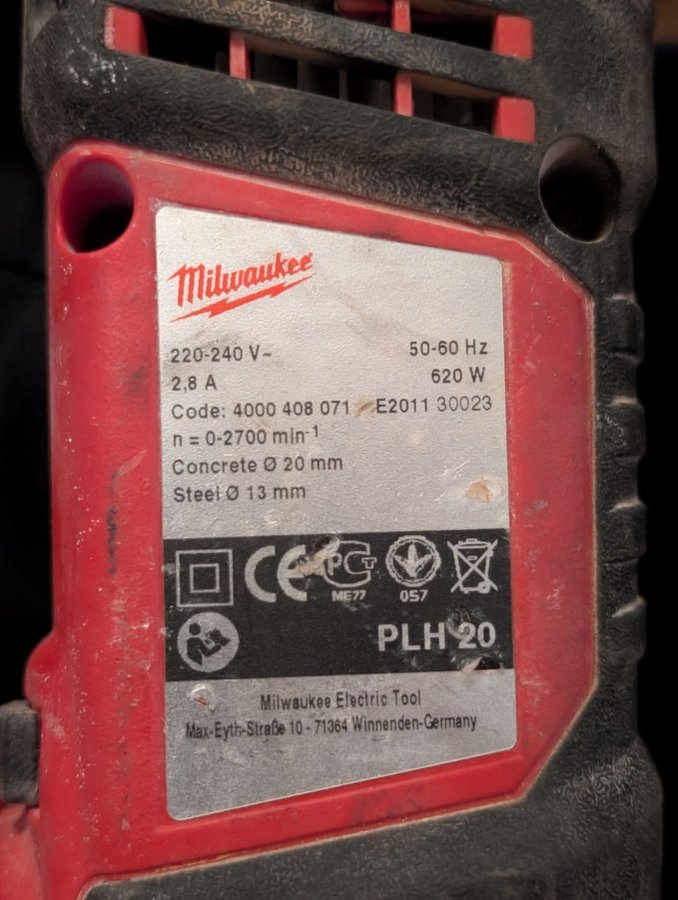 Milwaukee
220-240 V~ 50-60 Hz
2,8 A 620 W
Code: 4000 408 071 E2011 30023
n = 0-2700 min-1
Concrete Ø 20 mm
Steel Ø 13 mm
CE PCT
ME77 057
PLH 20
Milwaukee Electric Tool
Max-Eyth-Straße 10 - 71364 Winnenden-Germany